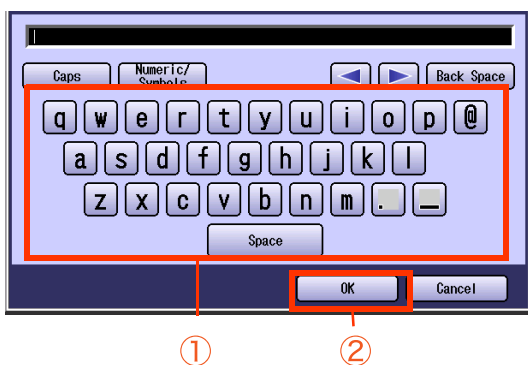 Caps Numeric/ Symbols Back Space
q w e r t y u i o p @
a s d f g h j k l
z x c v b n m . _
Space
OK Cancel
① ②